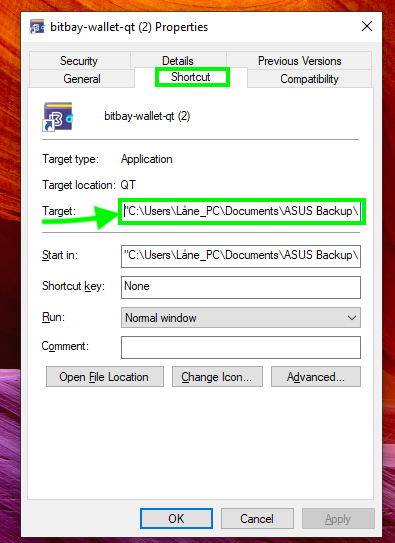 bitbay-wallet-qt (2) Properties
Security Details Previous Versions
General Shortcut Compatibility
bitbay-wallet-qt (2)
Target type: Application
Target location: QT
Target: "C:\Users\Låne_PC\Documents\ASUS Backup\
Start in: "C:\Users\Låne_PC\Documents\ASUS Backup\
Shortcut key: None
Run: Normal window
Comment:
Open File Location Change Icon... Advanced...
OK Cancel Apply